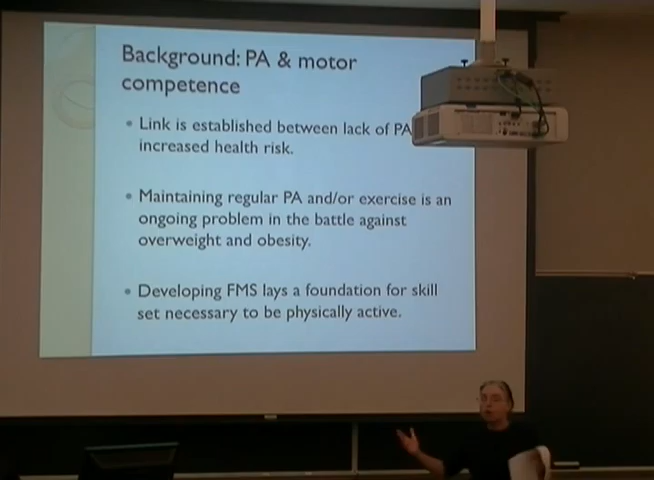 Background: PA & motor
competence
• Link is established between lack of PA
increased health risk.
• Maintaining regular PA and/or exercise is an
ongoing problem in the battle against
overweight and obesity.
• Developing FMS lays a foundation for skill
set necessary to be physically active.